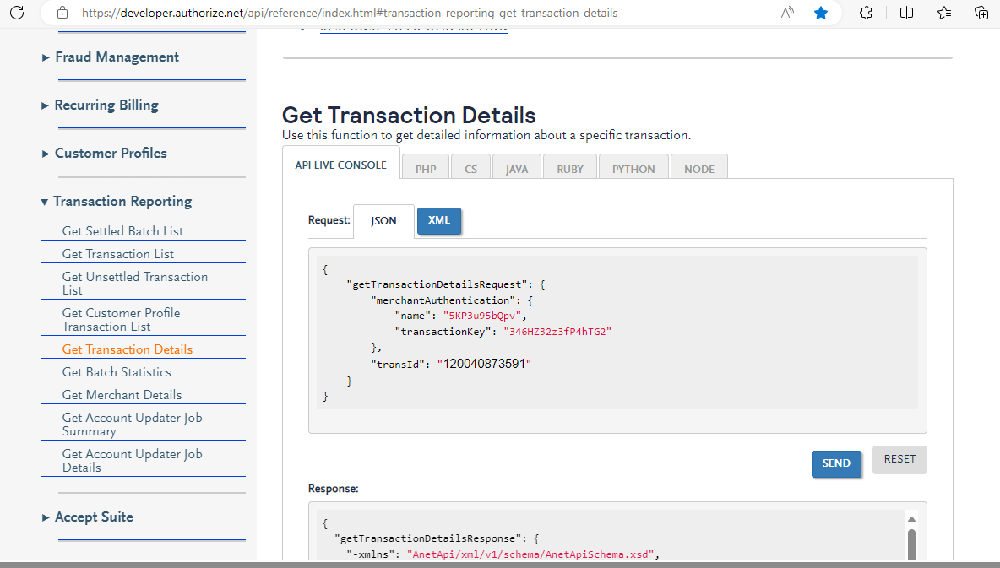 https://developer.authorize.net/api/reference/index.html#transaction-reporting-get-transaction-details
RESPONSE FIELD DESCRIPTION
Fraud Management
Recurring Billing
Customer Profiles
Transaction Reporting
Get Settled Batch List
Get Transaction List
Get Unsettled Transaction
List
Get Customer Profile
Transaction List
Get Transaction Details
Get Batch Statistics
Get Merchant Details
Get Account Updater Job
Summary
Get Account Updater Job
Details
Accept Suite
Get Transaction Details
Use this function to get detailed information about a specific transaction.
API LIVE CONSOLE PHP CS JAVA RUBY PYTHON NODE
Request: JSON XML
{
"getTransactionDetailsRequest": {
"merchantAuthentication": {
"name": "5KP3u95bQpv",
"transactionKey": "346HZ32z3fP4hTG2"
},
"transId": "120040873591"
}
}
SEND RESET
Response:
{
"getTransactionDetailsResponse": {
"-xmlns": "AnetApi/xml/v1/schema/AnetApiSchema.xsd",